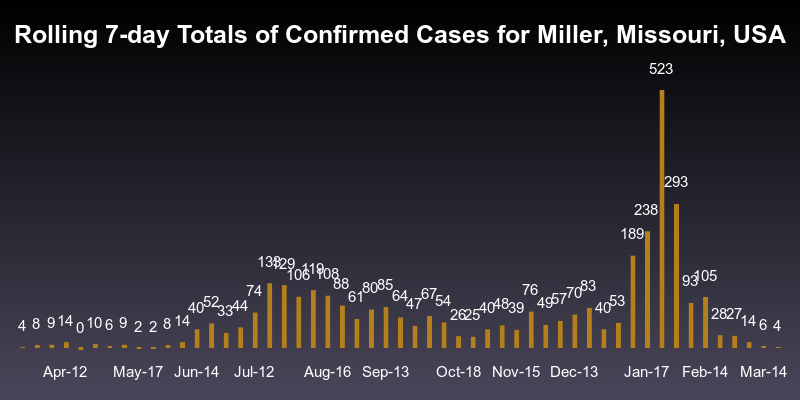 Rolling 7-day Totals of Confirmed Cases for Miller, Missouri, USA
4 8 9 14 0 10 6 9 2 2 8 14 40 52 33 44 74 133 129 106 119 108 88 61 80 85 64 47 67 54 26 25 40 48 39 76 49 57 70 83 40 53 189 238 523 293 93 105 28 27 14 6 4
Apr-12 May-17 Jun-14 Jul-12 Aug-16 Sep-13 Oct-18 Nov-15 Dec-13 Jan-17 Feb-14 Mar-14